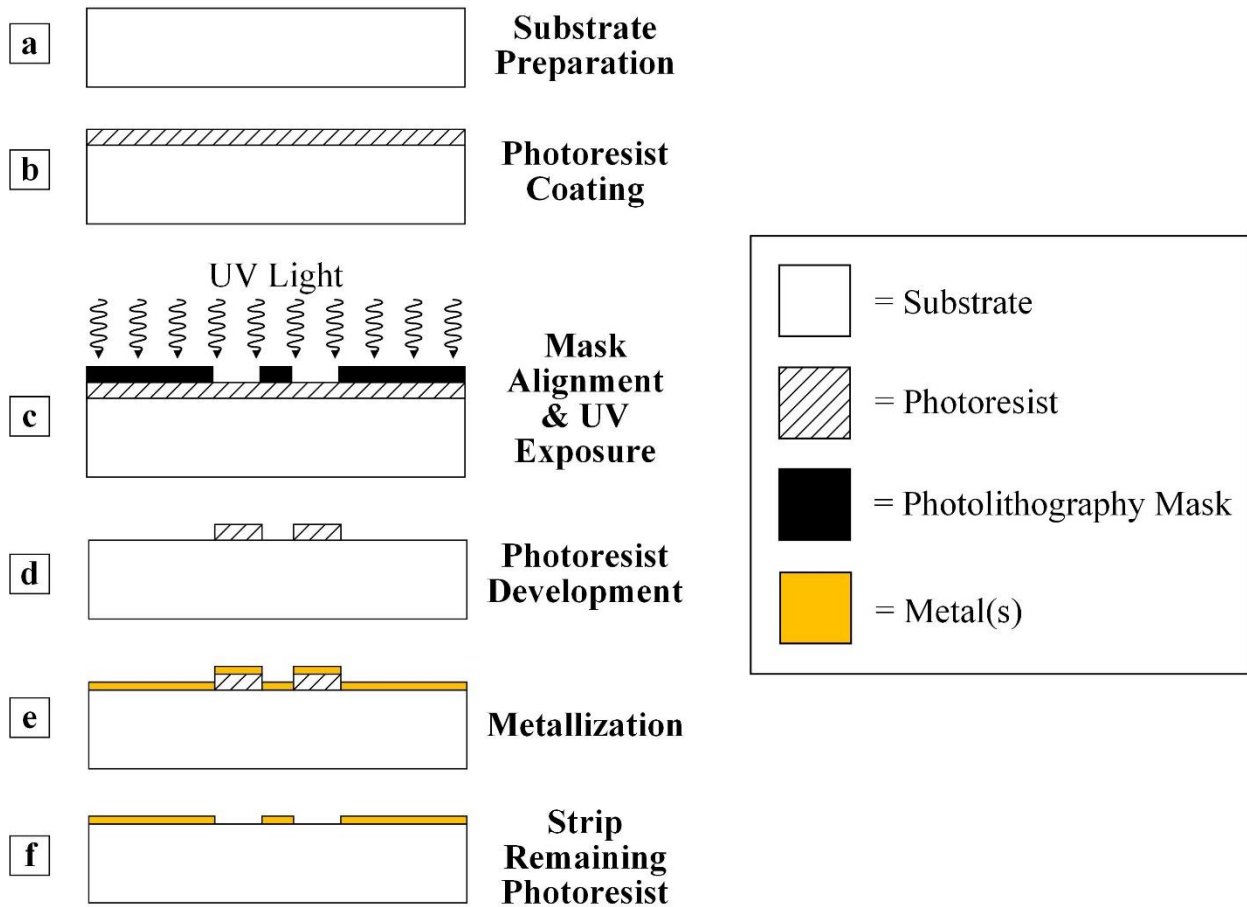 a
Substrate
Preparation
b
Photoresist
Coating
UV Light
c
Mask
Alignment
& UV
Exposure
d
Photoresist
Development
e
Metallization
f
Strip
Remaining
Photoresist
= Substrate
= Photoresist
= Photolithography Mask
= Metal(s)